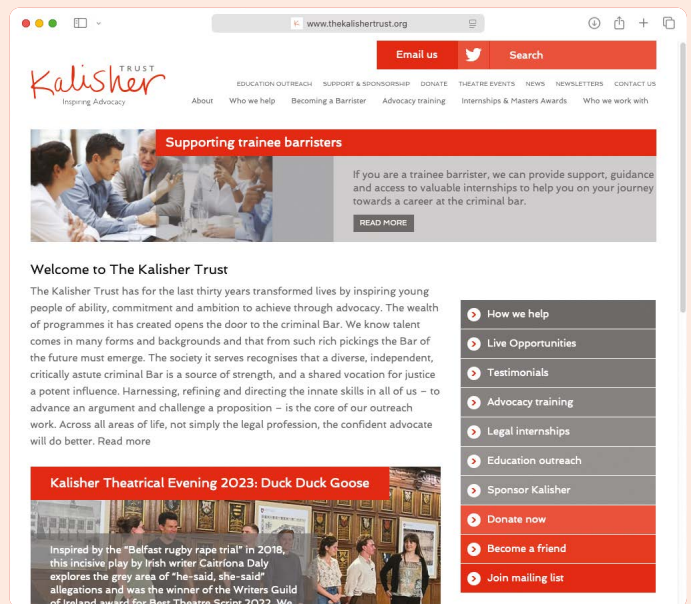 www.thekalishertrust.org
Email us
Search
Kalisher TRUST
Inspiring Advocacy
EDUCATION OUTREACH SUPPORT & SPONSORSHIP DONATE THEATRE EVENTS NEWS NEWSLETTERS CONTACT US
About Who we help Becoming a Barrister Advocacy training Internships & Masters Awards Who we work with
Supporting trainee barristers
If you are a trainee barrister, we can provide support, guidance
and access to valuable internships to help you on your journey
towards a career at the criminal bar.
READ MORE
Welcome to The Kalisher Trust
The Kalisher Trust has for the last thirty years transformed lives by inspiring young
people of ability, commitment and ambition to achieve through advocacy. The wealth
of programmes it has created opens the door to the criminal Bar. We know talent
comes in many forms and backgrounds and that from such rich pickings the Bar of
the future must emerge. The society it serves recognises that a diverse, independent,
critically astute criminal Bar is a source of strength, and a shared vocation for justice
a potent influence. Harnessing, refining and directing the innate skills in all of us – to
advance an argument and challenge a proposition – is the core of our outreach
work. Across all areas of life, not simply the legal profession, the confident advocate
will do better. Read more
How we help
Live Opportunities
Testimonials
Advocacy training
Legal internships
Education outreach
Sponsor Kalisher
Donate now
Become a friend
Join mailing list
Kalisher Theatrical Evening 2023: Duck Duck Goose
Inspired by the "Belfast rugby rape trial" in 2018,
this incisive play by Irish writer Caitríona Daly
explores the grey area of "he-said, she-said"
allegations and was the winner of the Writers Guild
of Ireland award for Best Theatre Script 2022. We